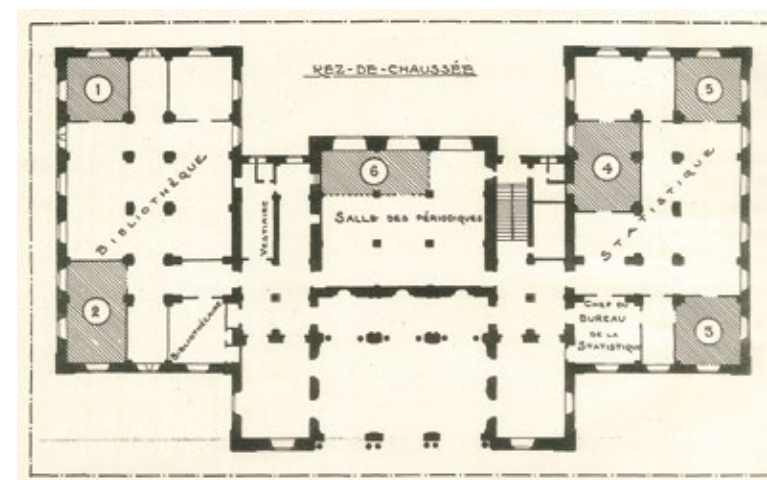 REZ-DE-CHAUSSÉE
1
5
6
4
BIBLIOTHÈQUE
VESTIAIRE
SALLE DES PÉRIODIQUES
STATISTIQUE
2
BIBLIOTHÉCAIRE
CHEF DU
BUREAU
DE LA
STATISTIQUE
3